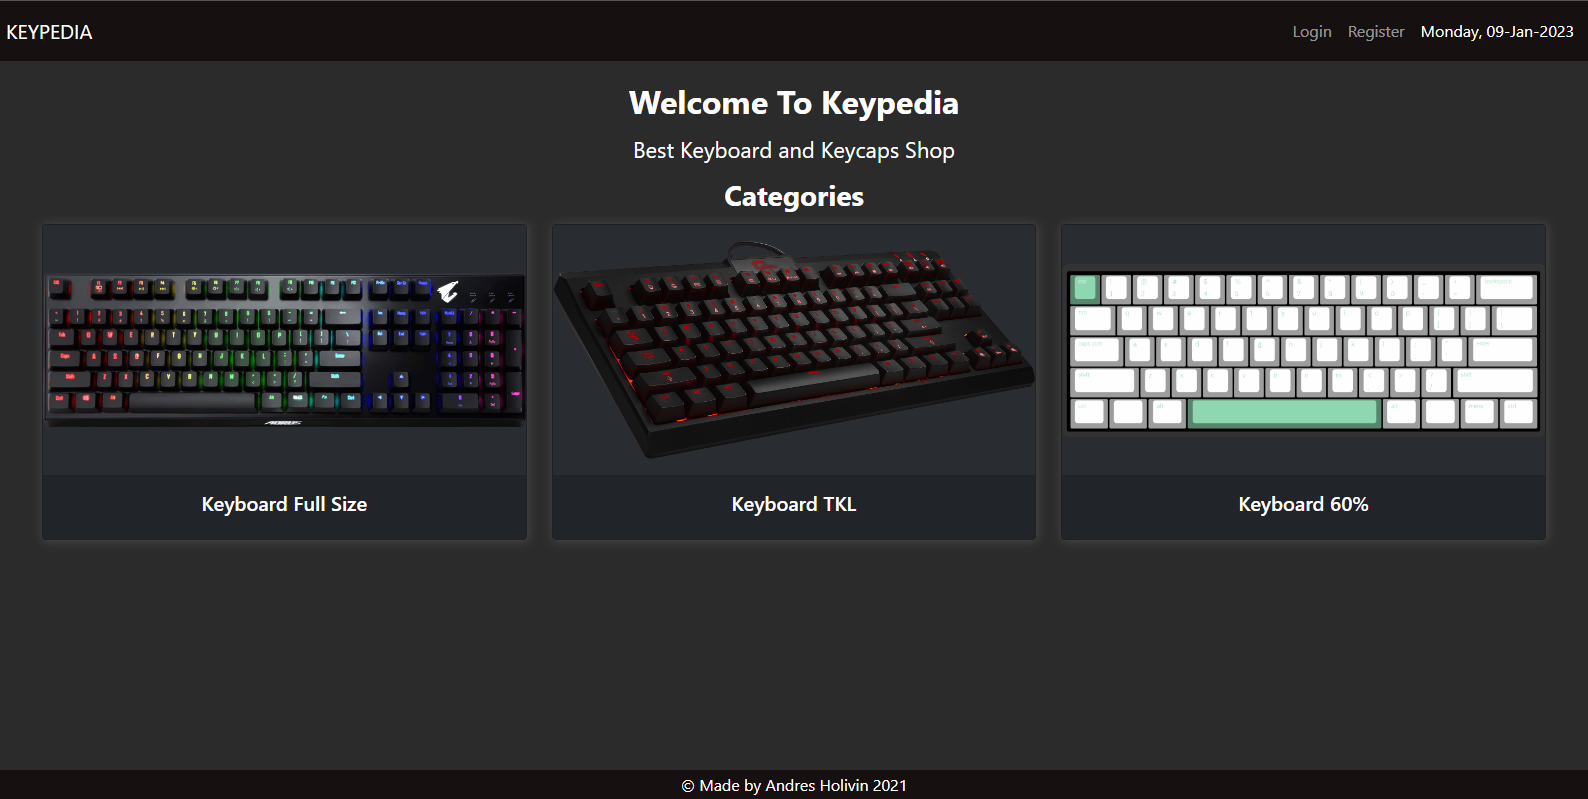 KEYPEDIA
Login Register Monday, 09-Jan-2023
Welcome To Keypedia
Best Keyboard and Keycaps Shop
Categories
AORUS
Keyboard Full Size
Keyboard TKL
Keyboard 60%
© Made by Andres Holivin 2021